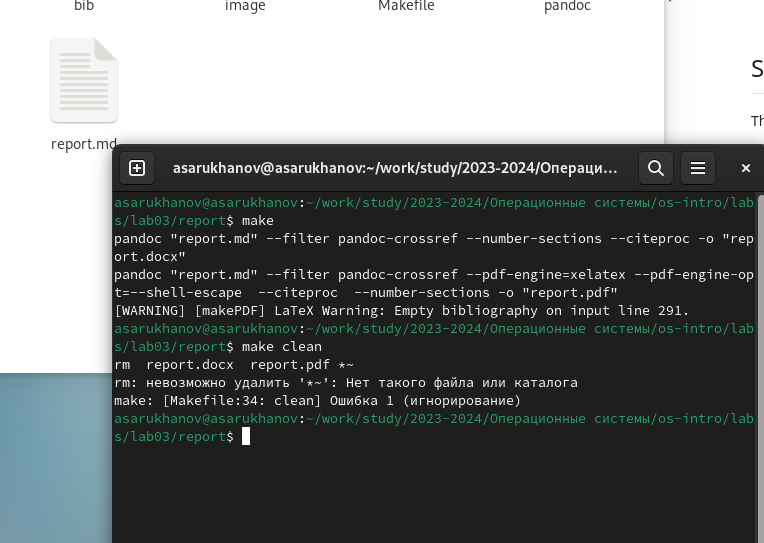 bib image Makefile pandoc
S
Th
report.md
asarukhanov@asarukhanov:~/work/study/2023-2024/Операци...
asarukhanov@asarukhanov:~/work/study/2023-2024/Операционные системы/os-intro/lab
s/lab03/report$ make
pandoc "report.md" --filter pandoc-crossref --number-sections --citeproc -o "rep
ort.docx"
pandoc "report.md" --filter pandoc-crossref --pdf-engine=xelatex --pdf-engine-op
t=--shell-escape  --citeproc  --number-sections -o "report.pdf"
[WARNING] [makePDF] LaTeX Warning: Empty bibliography on input line 291.
asarukhanov@asarukhanov:~/work/study/2023-2024/Операционные системы/os-intro/lab
s/lab03/report$ make clean
rm  report.docx  report.pdf *~
rm: невозможно удалить '*~': Нет такого файла или каталога
make: [Makefile:34: clean] Ошибка 1 (игнорирование)
asarukhanov@asarukhanov:~/work/study/2023-2024/Операционные системы/os-intro/lab
s/lab03/report$